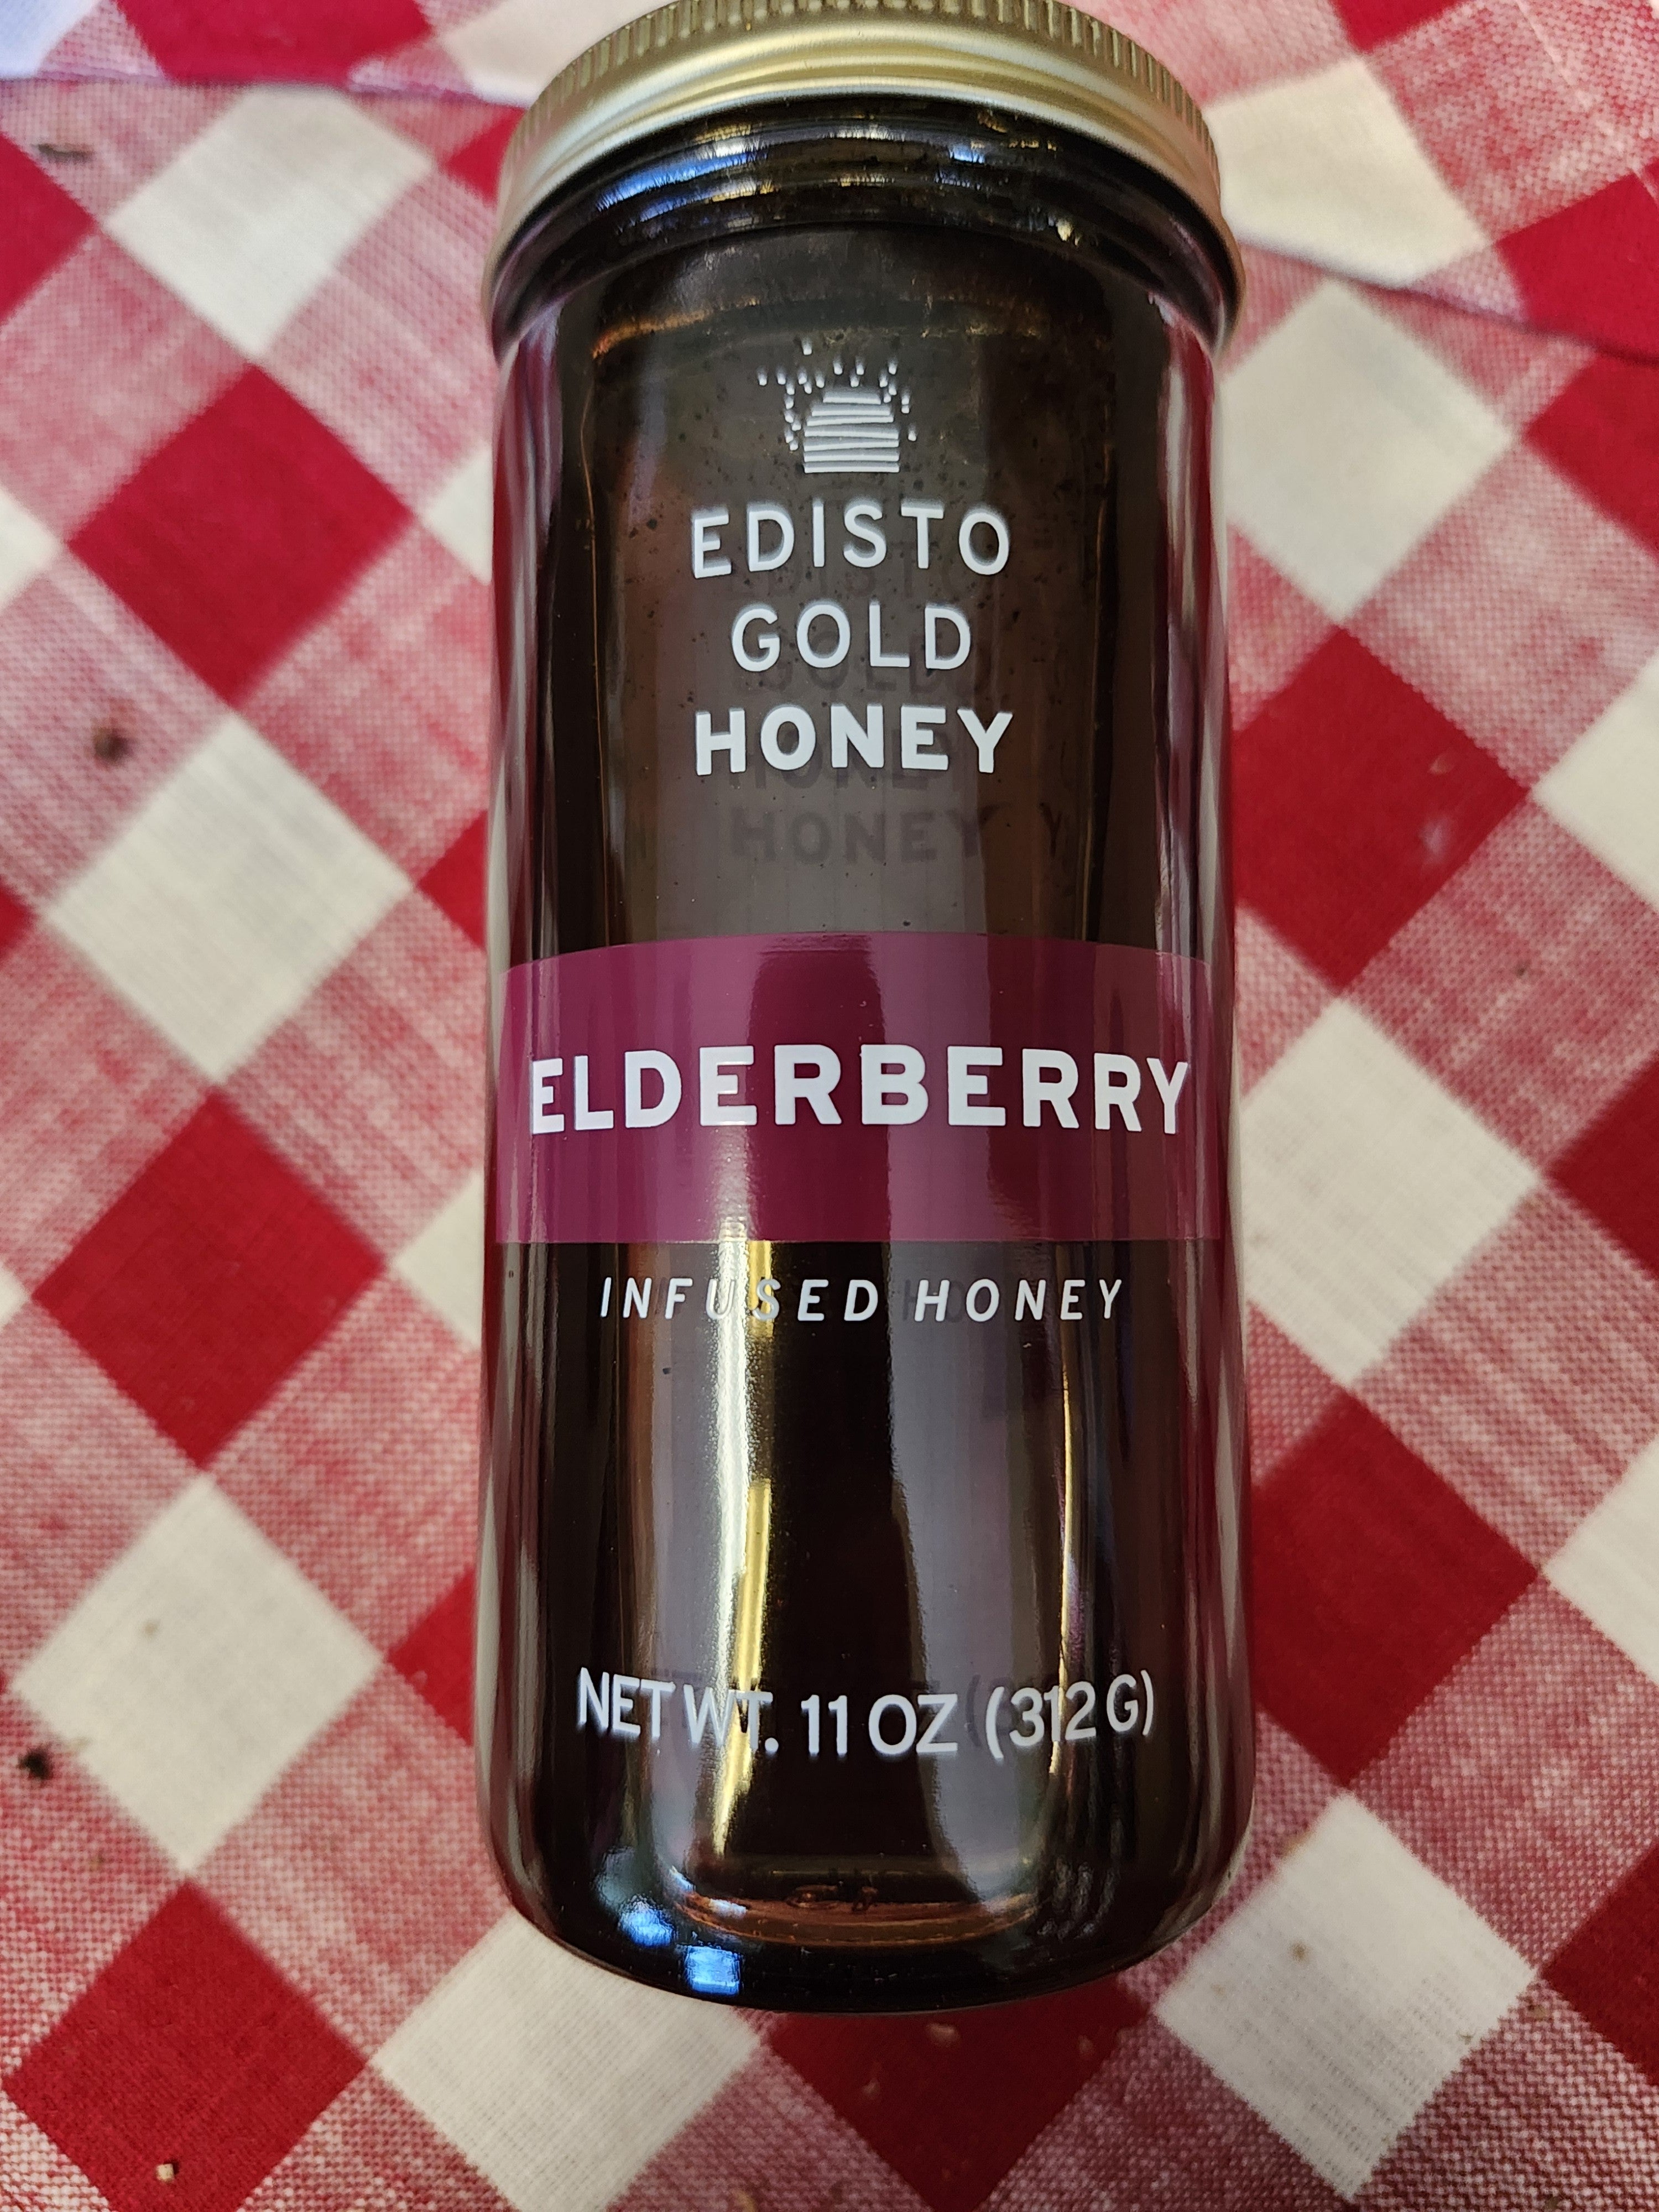 EDISTO
GOLD
HONEY
ELDERBERRY
INFUSED HONEY
NET WT. 11 OZ (312 G)